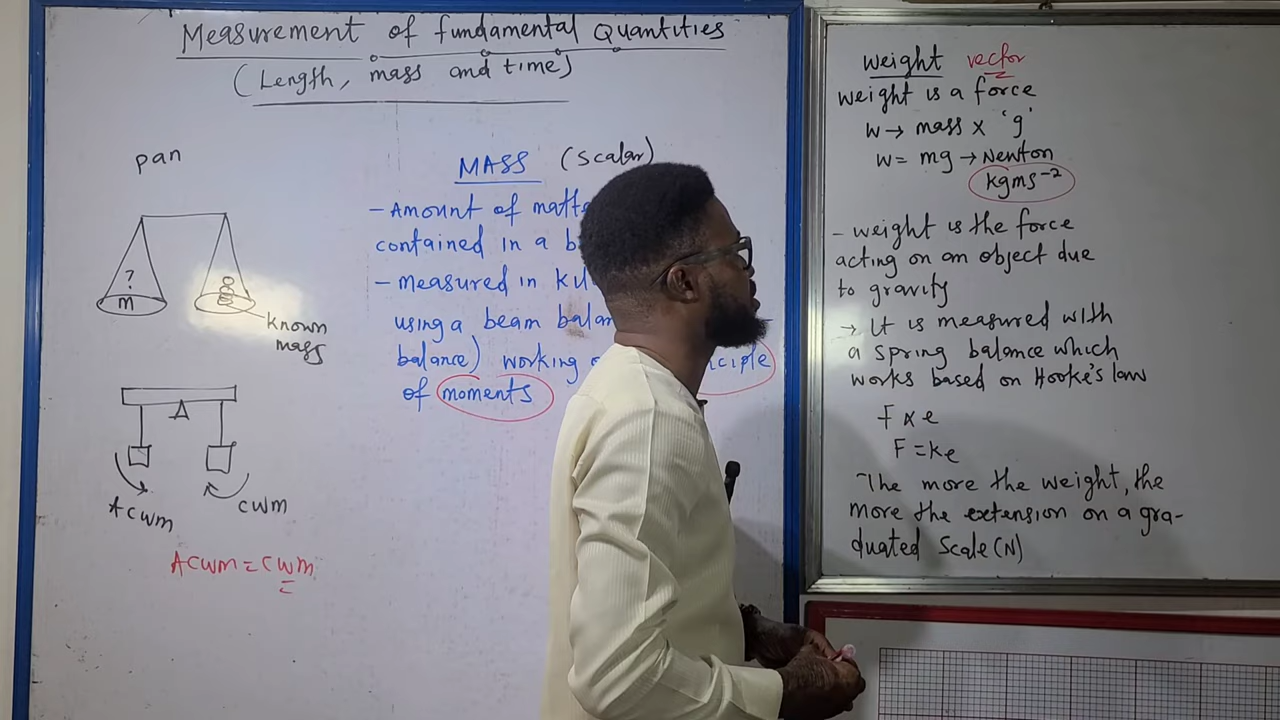 Measurement of fundamental Quantities
(Length, mass and time)
pan
?
m
known
mass
ACWM
CWM
ACWM = CWM
MASS (Scalar)
- Amount of
contained in a
- measured in
using a beam
balance) working
of moments
weight vector
weight is a force
W → mass x 'g'
W = mg → Newton
kgms⁻²
- weight is the force
acting on an object due
to gravity
→ It is measured with
a spring balance which
works based on Hooke's law
F ∝ e
F = ke
The more the weight, the
more the extension on a gra-
duated scale (N)